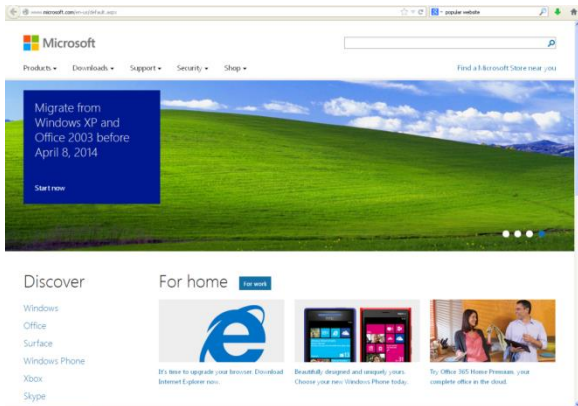 www.microsoft.com/en-us/default.aspx
popular website
Microsoft
Products Downloads Support Security Shop
Find a Microsoft Store near you
Migrate from
Windows XP and
Office 2003 before
April 8, 2014
Start now
Discover
For home For work
Windows
Office
Surface
Windows Phone
Xbox
Skype
It's time to upgrade your browser. Download
Internet Explorer now.
Beautifully designed and uniquely yours.
Choose your new Windows Phone today.
Try Office 365 Home Premium, your
complete office in the cloud.